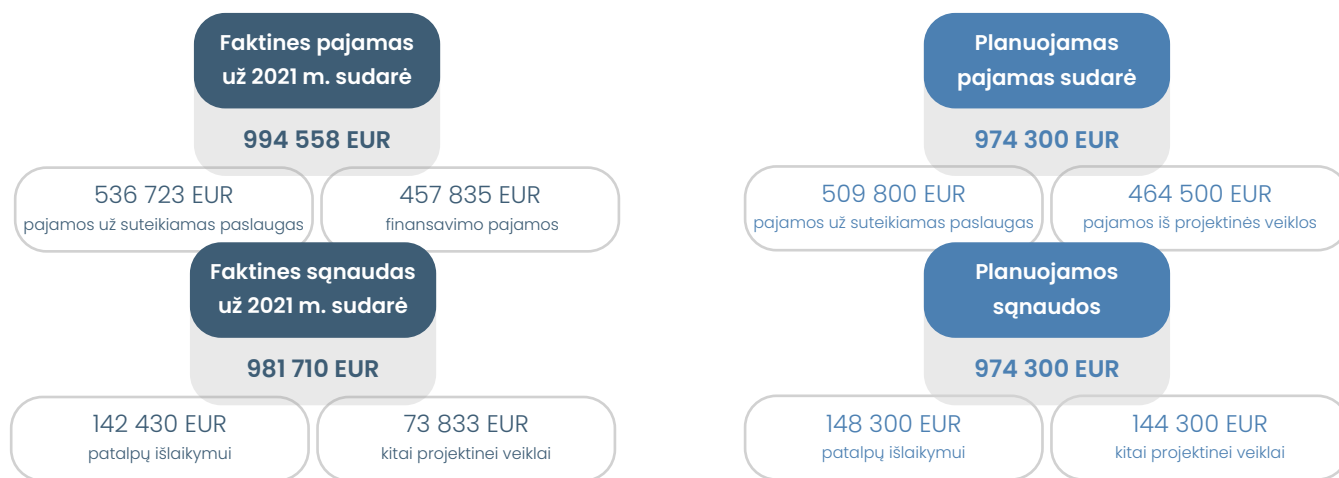 Faktines pajamas
už 2021 m. sudarė
994 558 EUR
536 723 EUR
pajamos už suteikiamas paslaugas
457 835 EUR
finansavimo pajamos
Faktines sąnaudas
už 2021 m. sudarė
981 710 EUR
142 430 EUR
patalpų išlaikymui
73 833 EUR
kitai projektinei veiklai
Planuojamas
pajamas sudarė
974 300 EUR
509 800 EUR
pajamos už suteikiamas paslaugas
464 500 EUR
pajamos iš projektinės veiklos
Planuojamos
sąnaudos
974 300 EUR
148 300 EUR
patalpų išlaikymui
144 300 EUR
kitai projektinei veiklai